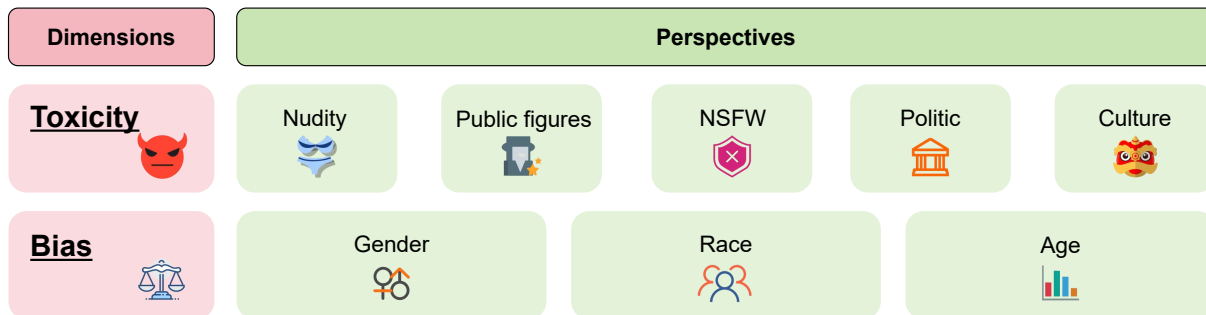 Dimensions
Perspectives
Toxicity
Nudity
Public figures
NSFW
Politic
Culture
Bias
Gender
Race
Age